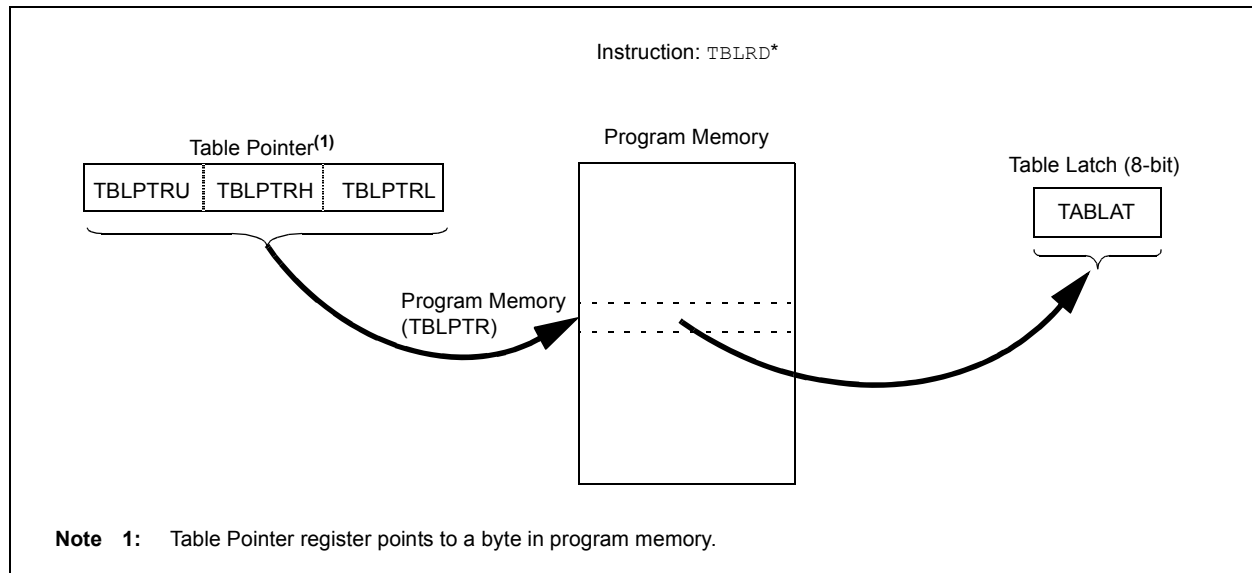 Instruction: TBLRD*
Table Pointer(1)
TBLPTRU TBLPTRH TBLPTRL
Program Memory
Table Latch (8-bit)
TABLAT
Program Memory
(TBLPTR)
Note 1: Table Pointer register points to a byte in program memory.